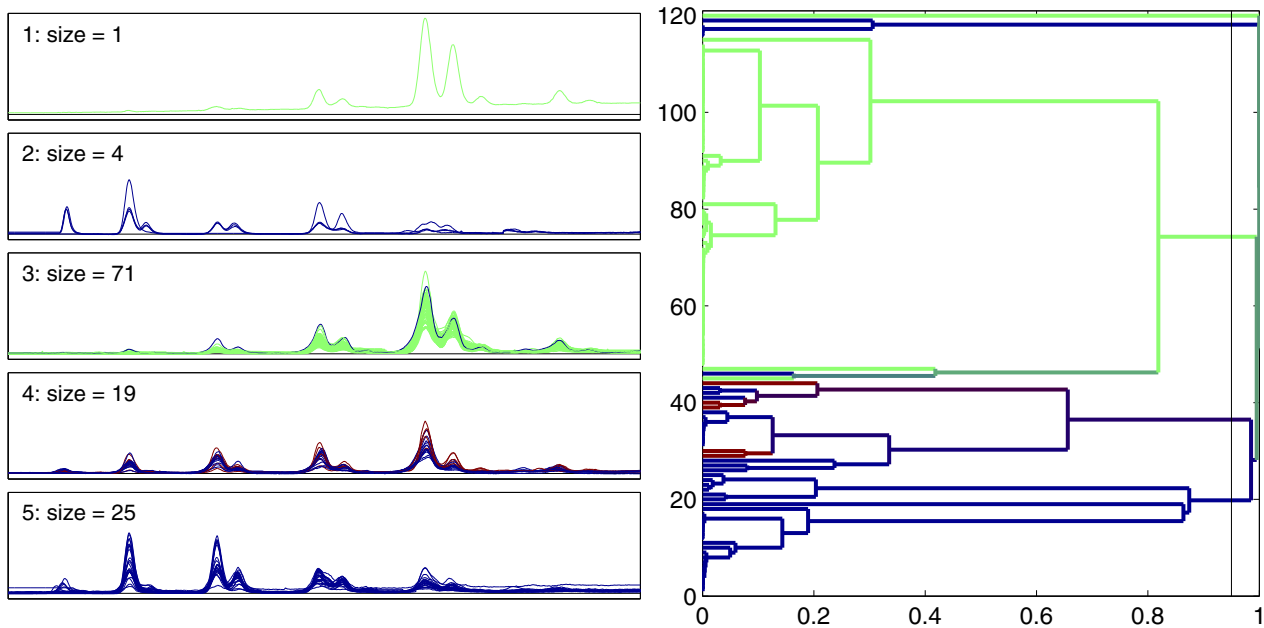 1: size = 1
2: size = 4
3: size = 71
4: size = 19
5: size = 25
120
100
80
60
40
20
0
0 0.2 0.4 0.6 0.8 1